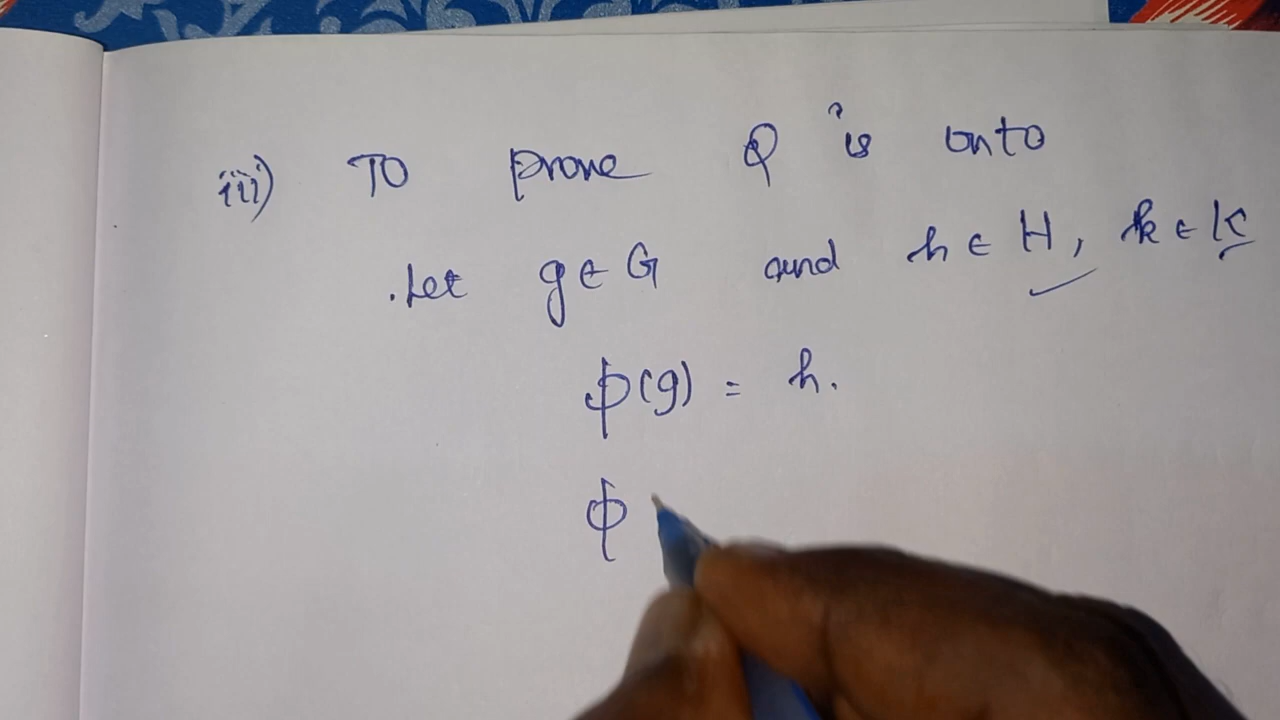 iii) To prove φ is onto
Let g ∈ G and h ∈ H, k ∈ K
φ(g) = h.
φ